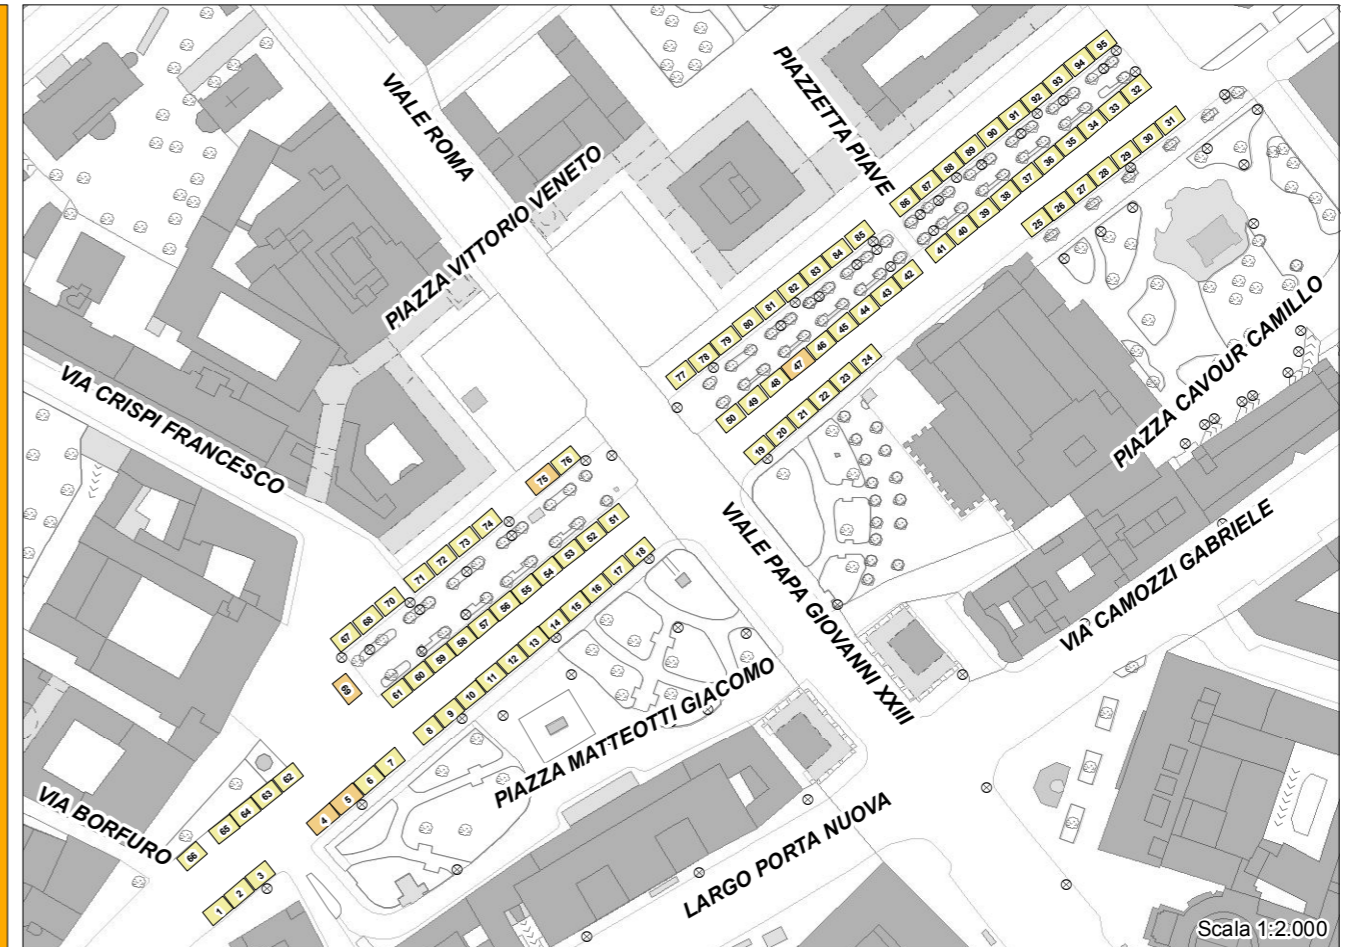 VIALE ROMA
PIAZZETTA PIAVE
PIAZZA VITTORIO VENETO
VIA CRISPI FRANCESCO
PIAZZA CAVOUR CAMILLO
VIA CAMOZZI GABRIELE
VIALE PAPA GIOVANNI XXIII
PIAZZA MATTEOTTI GIACOMO
VIA BORFURO
LARGO PORTA NUOVA
86 87 88 89 90 91 92 93 94 95
41 40 39 38 37 36 35 34 33 32
25 26 27 28 29 30 31
77 78 79 80 81 82 83 84 85
50 49 48 47 46 45 44 43 42
19 20 21 22 23 24
67 68 70 71 72 73 74 75 76
69
61 60 59 58 57 56 55 54 53 52 51
8 9 10 11 12 13 14 15 16 17 18
4 5 6 7
66 65 64 63 62
1 2 3
Scala 1:2.000